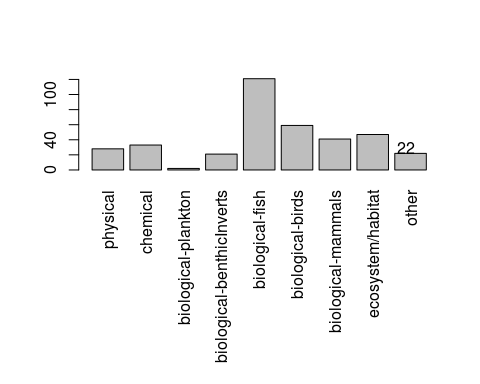 100
40
0
22
physical
chemical
biological-plankton
biological-benthicInverts
biological-fish
biological-birds
biological-mammals
ecosystem/habitat
other